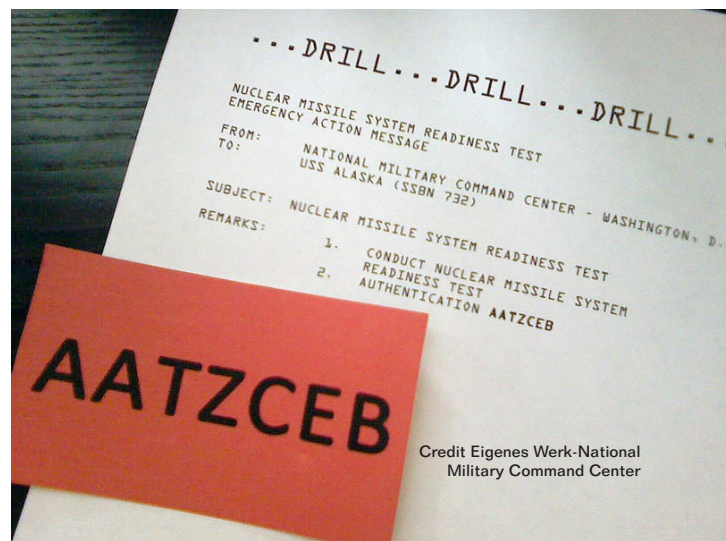 ...DRILL...DRILL...DRILL...
NUCLEAR MISSILE SYSTEM READINESS TEST
EMERGENCY ACTION MESSAGE
FROM: NATIONAL MILITARY COMMAND CENTER - WASHINGTON, D.
TO: USS ALASKA (SSBN 732)
SUBJECT: NUCLEAR MISSILE SYSTEM READINESS TEST
REMARKS: 1. CONDUCT NUCLEAR MISSILE SYSTEM
READINESS TEST
2. AUTHENTICATION AATZCEB
AATZCEB
Credit Eigenes Werk-National
Military Command Center